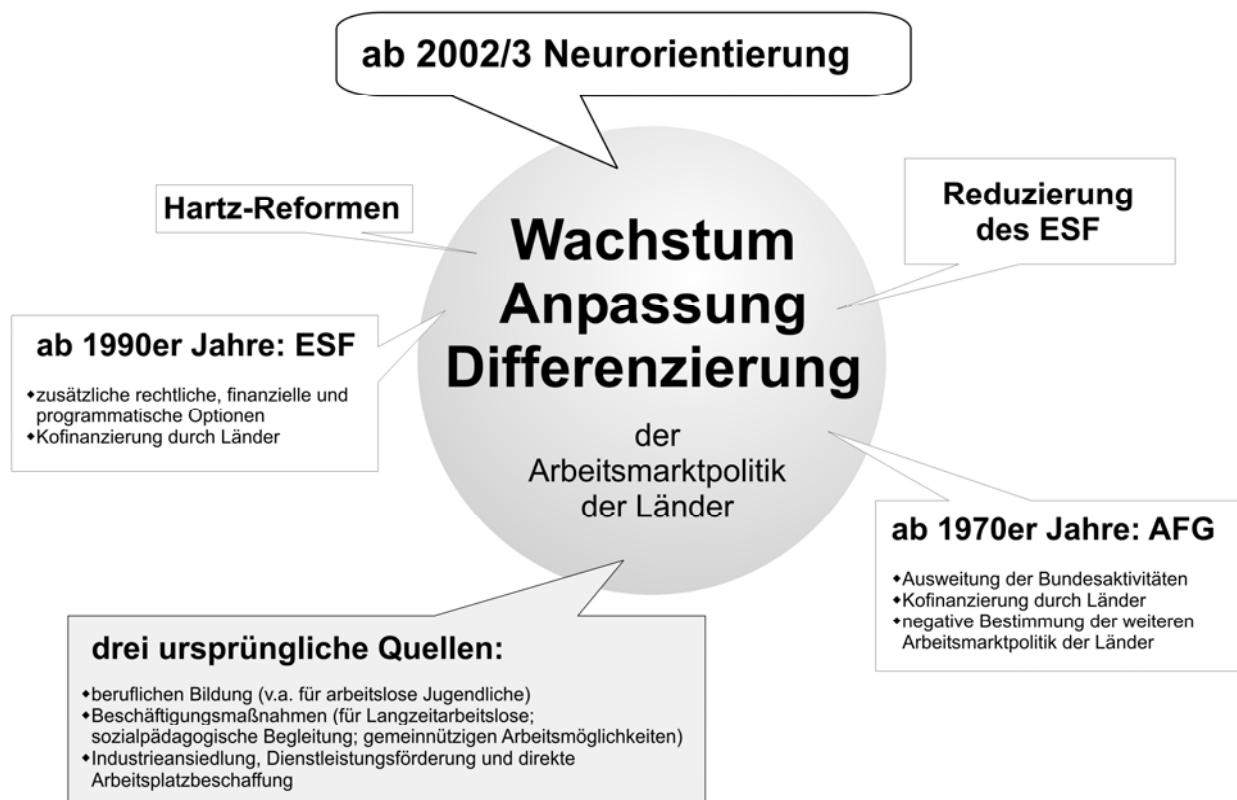 ab 2002/3 Neurorientierung
Hartz-Reformen
Reduzierung
des ESF
Wachstum
Anpassung
Differenzierung
der
Arbeitsmarktpolitik
der Länder
ab 1990er Jahre: ESF
◆zusätzliche rechtliche, finanzielle und
programmatische Optionen
◆Kofinanzierung durch Länder
ab 1970er Jahre: AFG
◆Ausweitung der Bundesaktivitäten
◆Kofinanzierung durch Länder
◆negative Bestimmung der weiteren
Arbeitsmarktpolitik der Länder
drei ursprüngliche Quellen:
◆beruflichen Bildung (v.a. für arbeitslose Jugendliche)
◆Beschäftigungsmaßnahmen (für Langzeitarbeitslose;
sozialpädagogische Begleitung; gemeinnützigen Arbeitsmöglichkeiten)
◆Industrieansiedlung, Dienstleistungsförderung und direkte
Arbeitsplatzbeschaffung